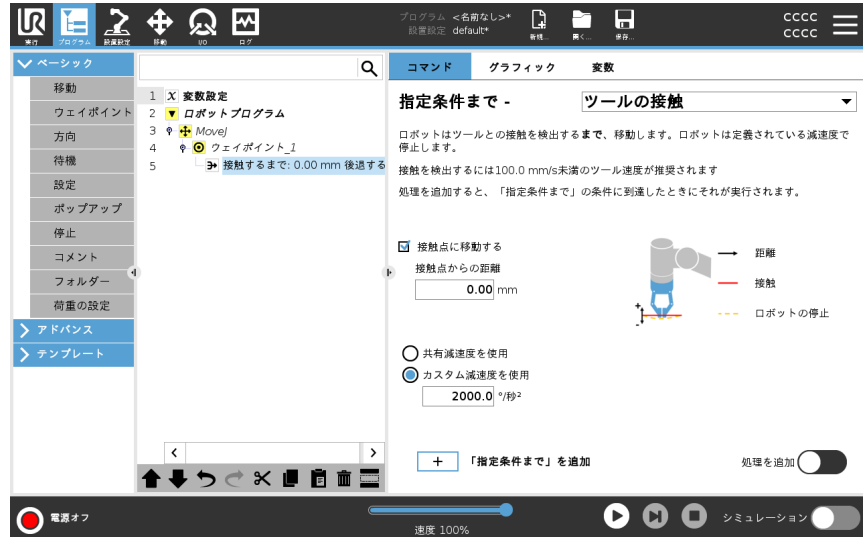 UR
実行
プログラム
設置設定
移動
I/O
ログ
プログラム <名前なし>*
設置設定 default*
新規...
開く...
保存...
cccc
cccc
ベーシック
移動
ウェイポイント
方向
待機
設定
ポップアップ
停止
コメント
フォルダー
荷重の設定
アドバンス
テンプレート
1 X 変数設定
2 ロボットプログラム
3 MoveJ
4 ウェイポイント_1
5 接触するまで: 0.00 mm 後退する
コマンド グラフィック 変数
指定条件まで - ツールの接触
ロボットはツールとの接触を検出するまで、移動します。ロボットは定義されている減速度で
停止します。
接触を検出するには100.0 mm/s未満のツール速度が推奨されます
処理を追加すると、「指定条件まで」の条件に到達したときにそれが実行されます。
接触点に移動する
接触点からの距離
0.00 mm
距離
接触
ロボットの停止
+
-
共有減速度を使用
カスタム減速度を使用
2000.0 °/秒²
+ 「指定条件まで」を追加
処理を追加
電源オフ
速度 100%
シミュレーション